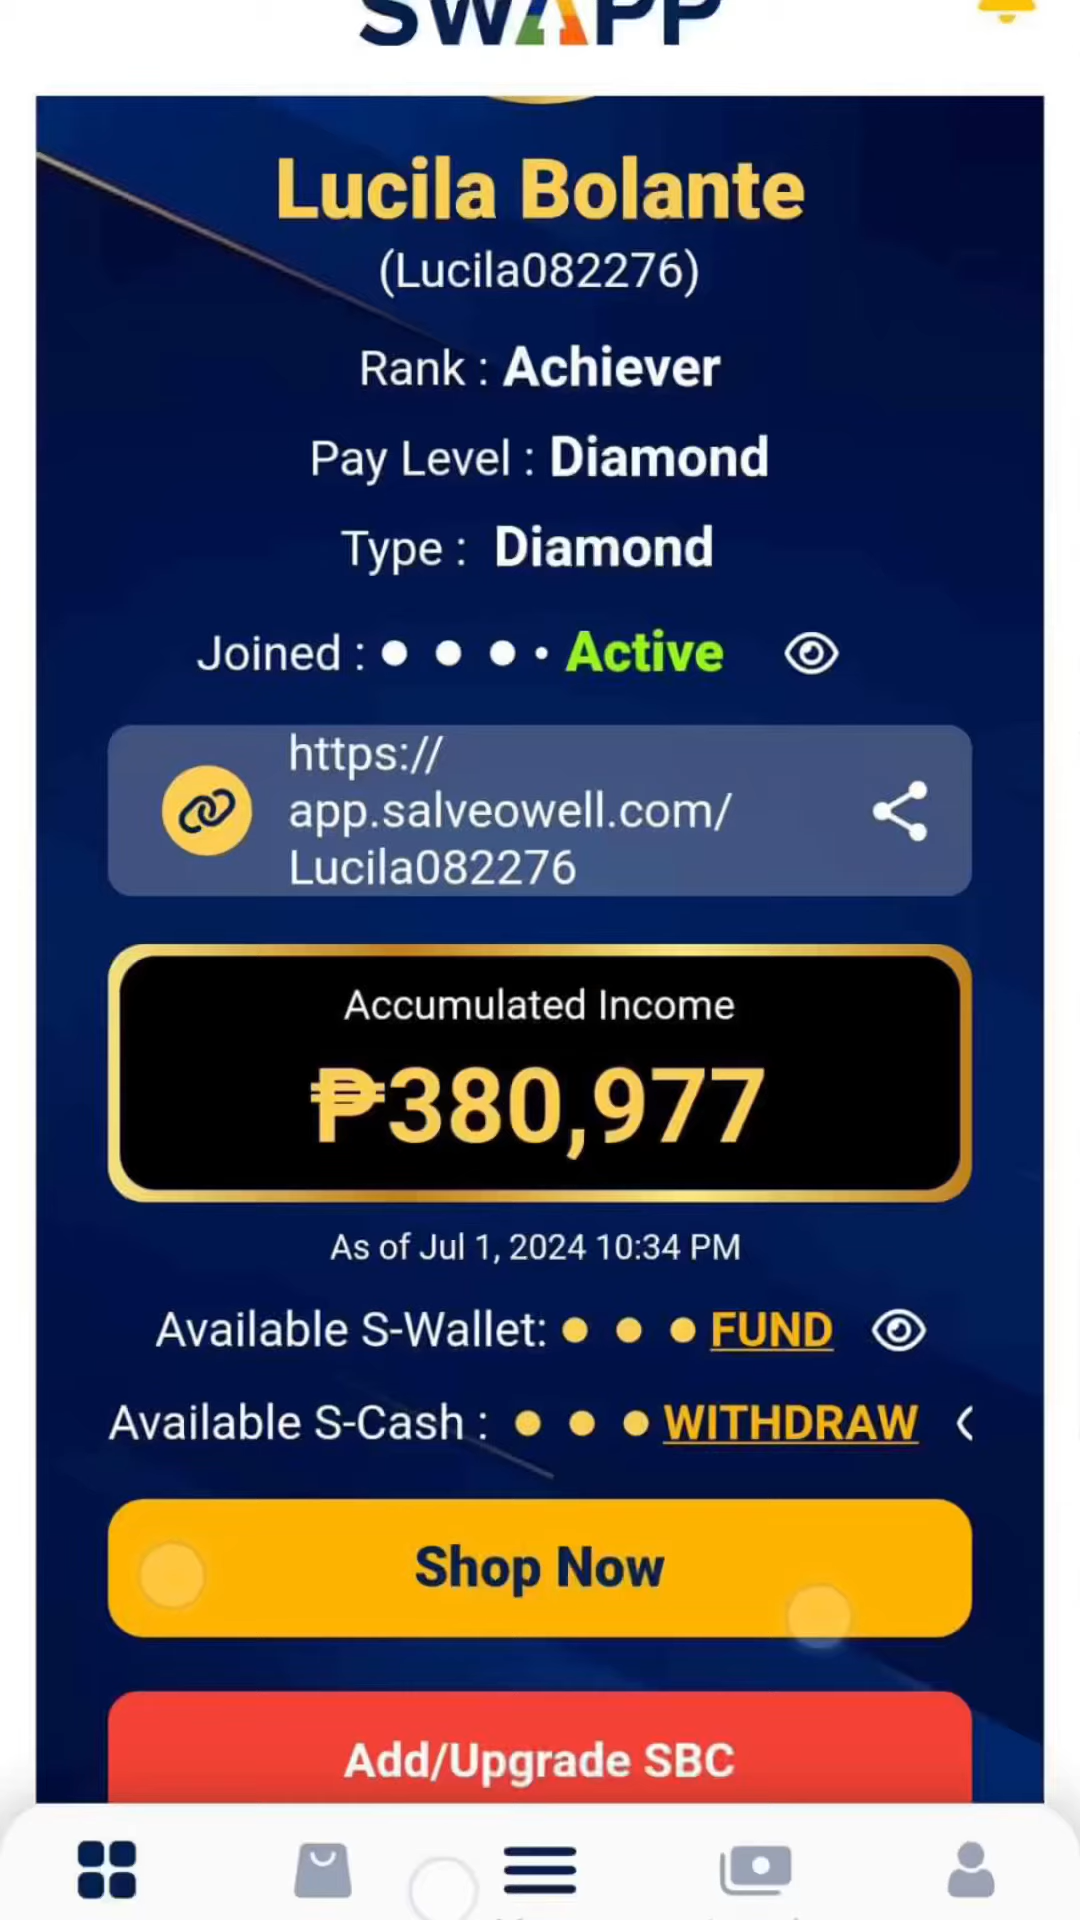 SWAPP
Lucila Bolante
(Lucila082276)
Rank : Achiever
Pay Level : Diamond
Type : Diamond
Joined : Active
https://
app.salveowell.com/
Lucila082276
Accumulated Income
₱380,977
As of Jul 1, 2024 10:34 PM
Available S-Wallet: FUND
Available S-Cash : WITHDRAW
Shop Now
Add/Upgrade SBC